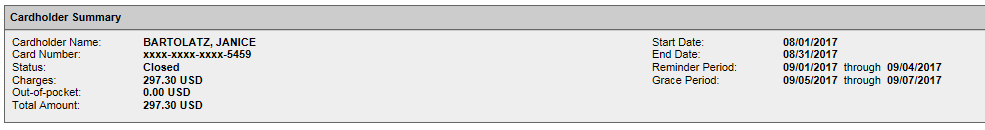 Cardholder Summary
Cardholder Name: BARTOLATZ, JANICE Start Date: 08/01/2017
Card Number: xxxx-xxxx-xxxx-5459 End Date: 08/31/2017
Status: Closed Reminder Period: 09/01/2017 through 09/04/2017
Charges: 297.30 USD Grace Period: 09/05/2017 through 09/07/2017
Out-of-pocket: 0.00 USD
Total Amount: 297.30 USD